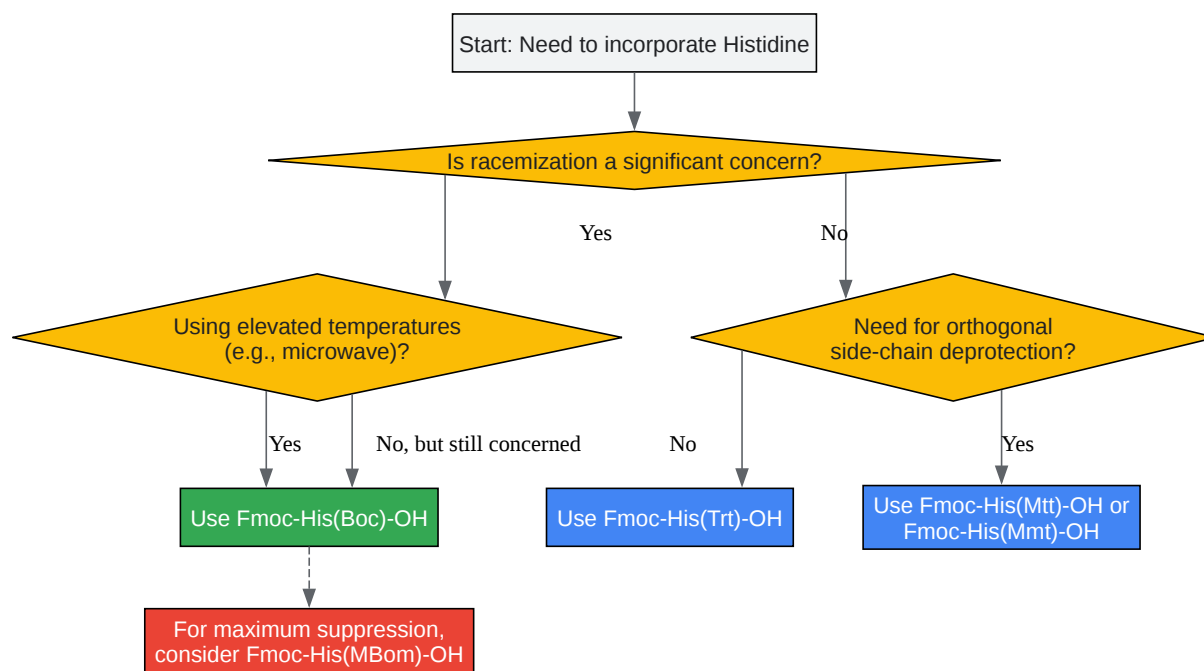 Start: Need to incorporate Histidine
Is racemization a significant concern?
Yes
No
Using elevated temperatures
(e.g., microwave)?
Need for orthogonal
side-chain deprotection?
Yes
No, but still concerned
No
Yes
Use Fmoc-His(Boc)-OH
Use Fmoc-His(Trt)-OH
Use Fmoc-His(Mtt)-OH or
Fmoc-His(Mmt)-OH
For maximum suppression,
consider Fmoc-His(MBom)-OH